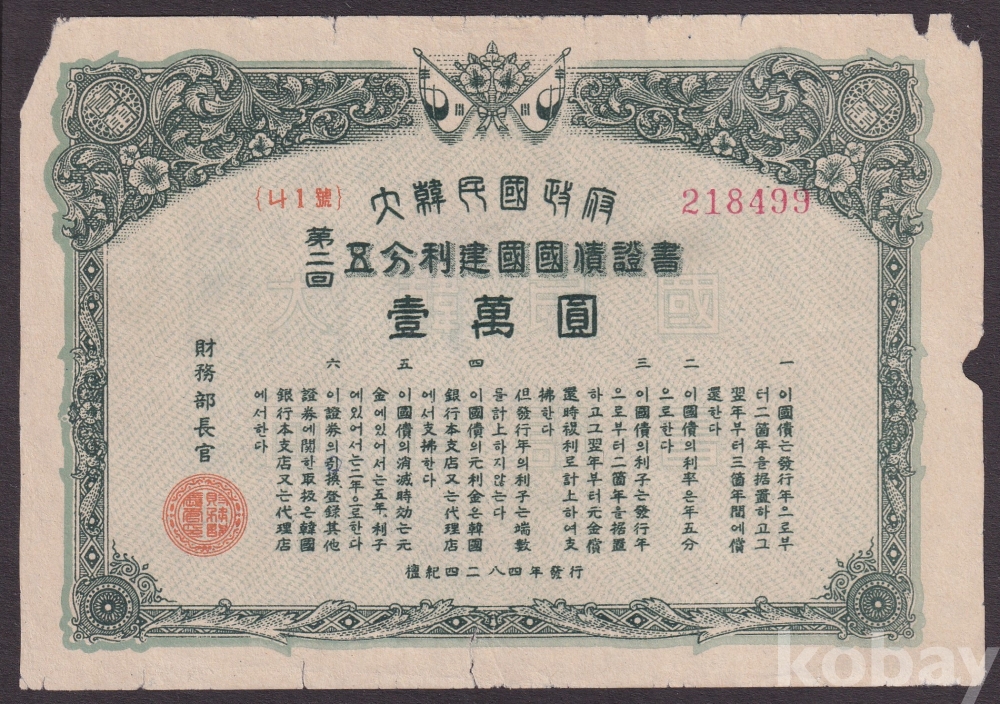 {41號}
大韓民國政府
218499
第二回
五分利建國國債證書
壹萬圓
一 이國債는發行年으로부
터二箇年을据置하고그
翌年부터三箇年間에償
還한다
二 이國債의利率은年五分
으로한다
三 이國債의利子는發行年
으로부터二箇年을据置
하고그翌年부터元金償
還時複利로計上하여支
拂한다
但發行年의利子는端數
를計上하지않는다
四 이國債의元利金은韓國
銀行本支店又는代理店
에서支拂한다
五 이國債의消滅時効는元
金에있어서는五年、利子
에있어서는二年으로한다
六 이證券의引換登録其他
證券에關한取扱은韓國
銀行本支店又는代理店
에서한다
財務部長官
檀紀四二八四年發行
kobay